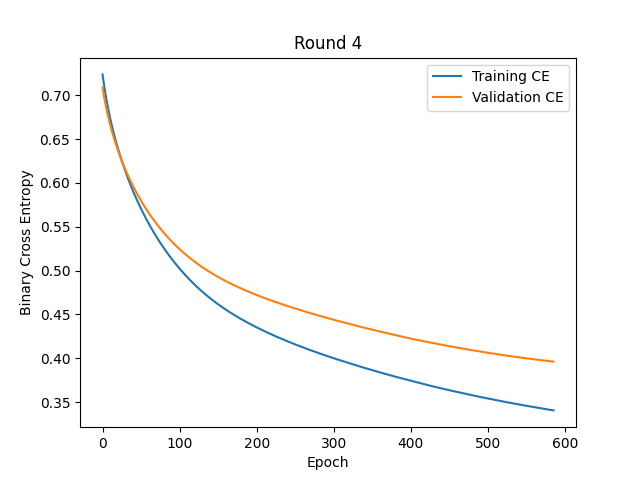 Round 4
Training CE
Validation CE
Binary Cross Entropy
0.70
0.65
0.60
0.55
0.50
0.45
0.40
0.35
0 100 200 300 400 500 600
Epoch